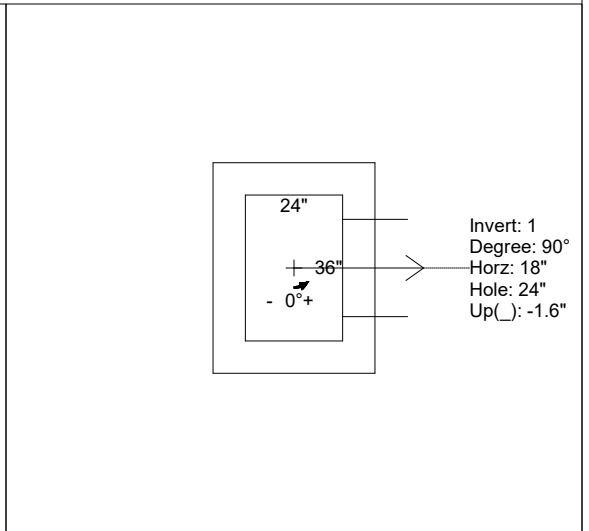 24"
36"
- 0°+
Invert: 1
Degree: 90°
Horz: 18"
Hole: 24"
Up(_): -1.6"